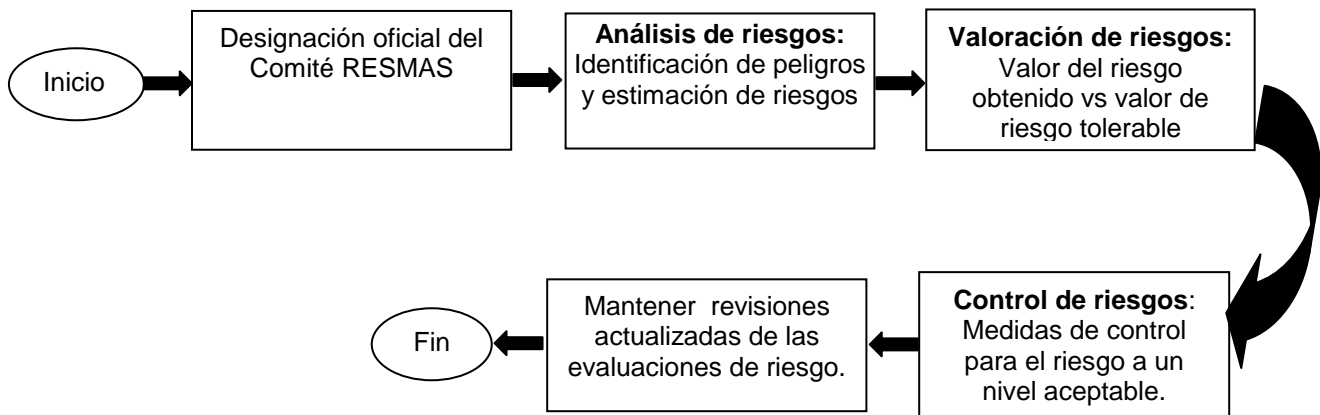 Inicio
Designación oficial del
Comité RESMAS
Análisis de riesgos:
Identificación de peligros
y estimación de riesgos
Valoración de riesgos:
Valor del riesgo
obtenido vs valor de
riesgo tolerable
Control de riesgos:
Medidas de control
para el riesgo a un
nivel aceptable.
Mantener revisiones
actualizadas de las
evaluaciones de riesgo.
Fin